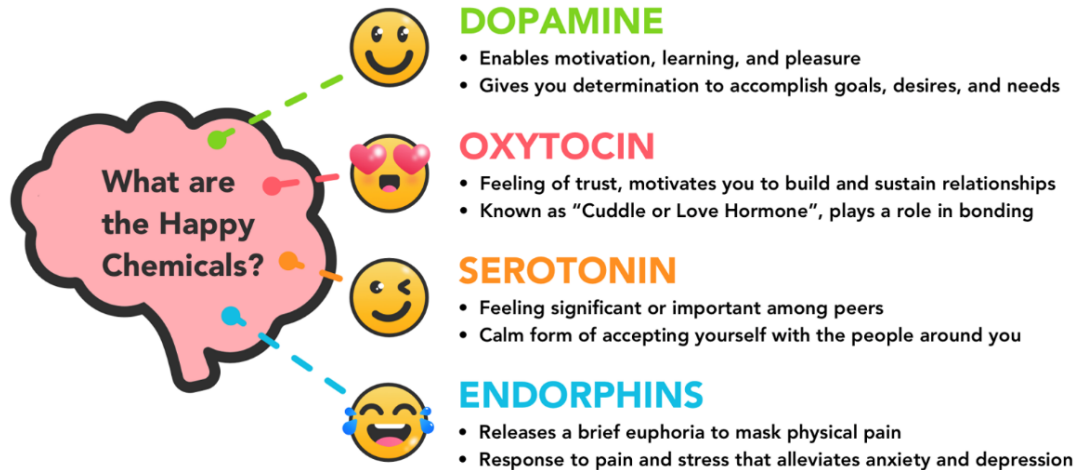 What are
the Happy
Chemicals?
DOPAMINE
• Enables motivation, learning, and pleasure
• Gives you determination to accomplish goals, desires, and needs
OXYTOCIN
• Feeling of trust, motivates you to build and sustain relationships
• Known as “Cuddle or Love Hormone”, plays a role in bonding
SEROTONIN
• Feeling significant or important among peers
• Calm form of accepting yourself with the people around you
ENDORPHINS
• Releases a brief euphoria to mask physical pain
• Response to pain and stress that alleviates anxiety and depression